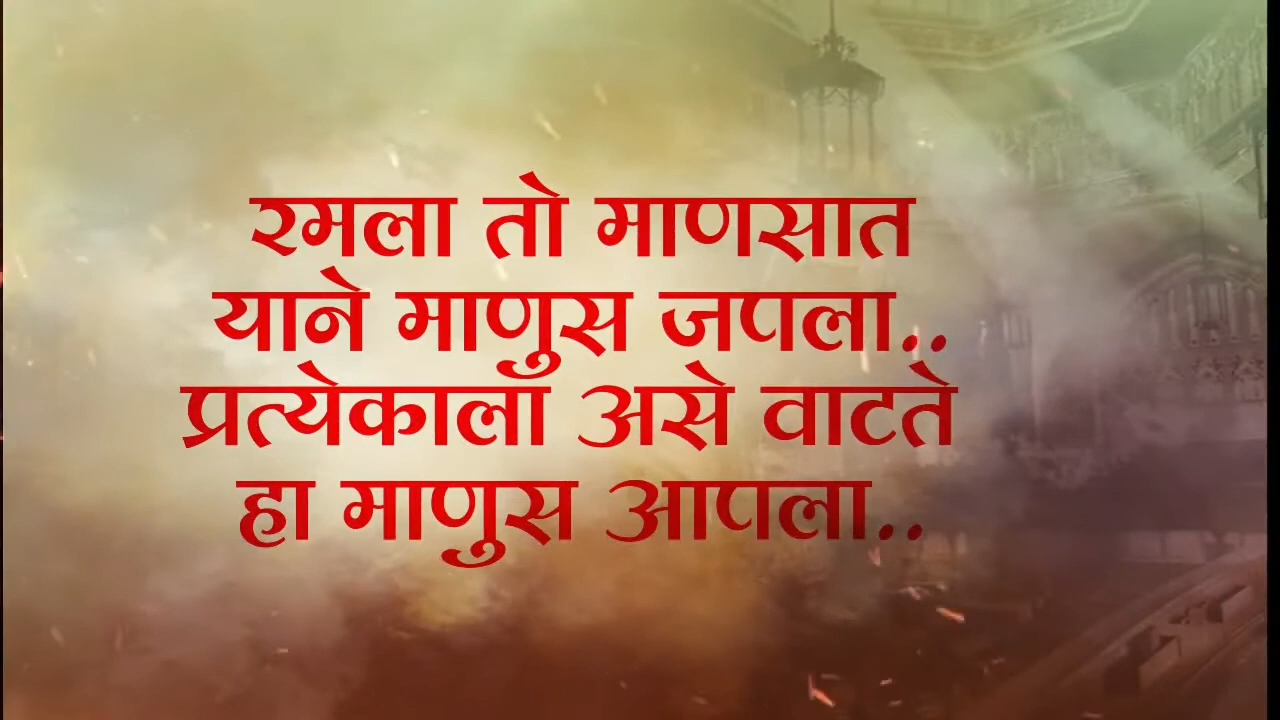 रमला तो माणसात
याने माणुस जपला..
प्रत्येकाला असे वाटते
हा माणुस आपला..